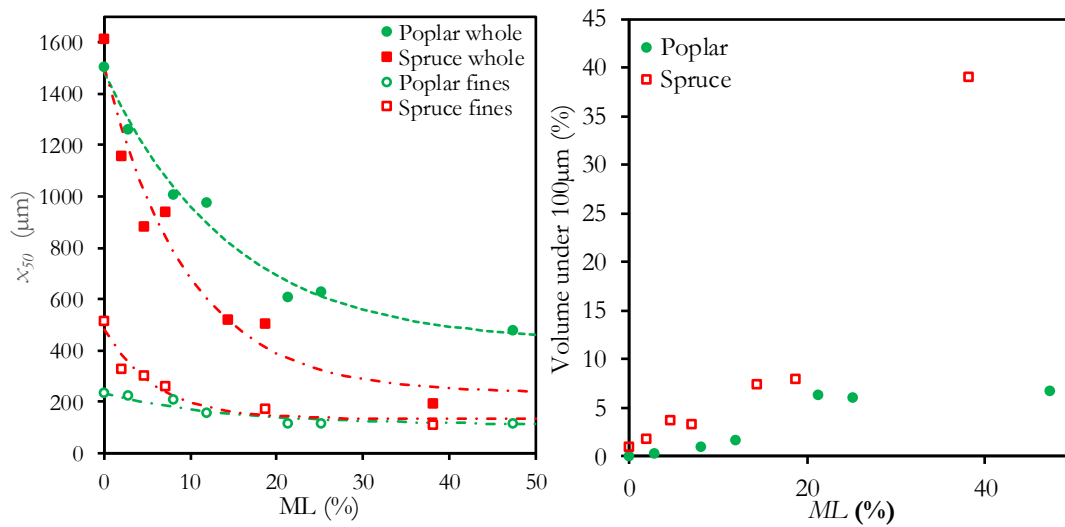 1600
1400
1200
1000
800
600
400
200
0
x50 (μm)
Poplar whole
Spruce whole
Poplar fines
Spruce fines
0 10 20 30 40 50
ML (%)
45
40
35
30
25
20
15
10
5
0
Volume under 100μm (%)
Poplar
Spruce
0 20 40
ML (%)